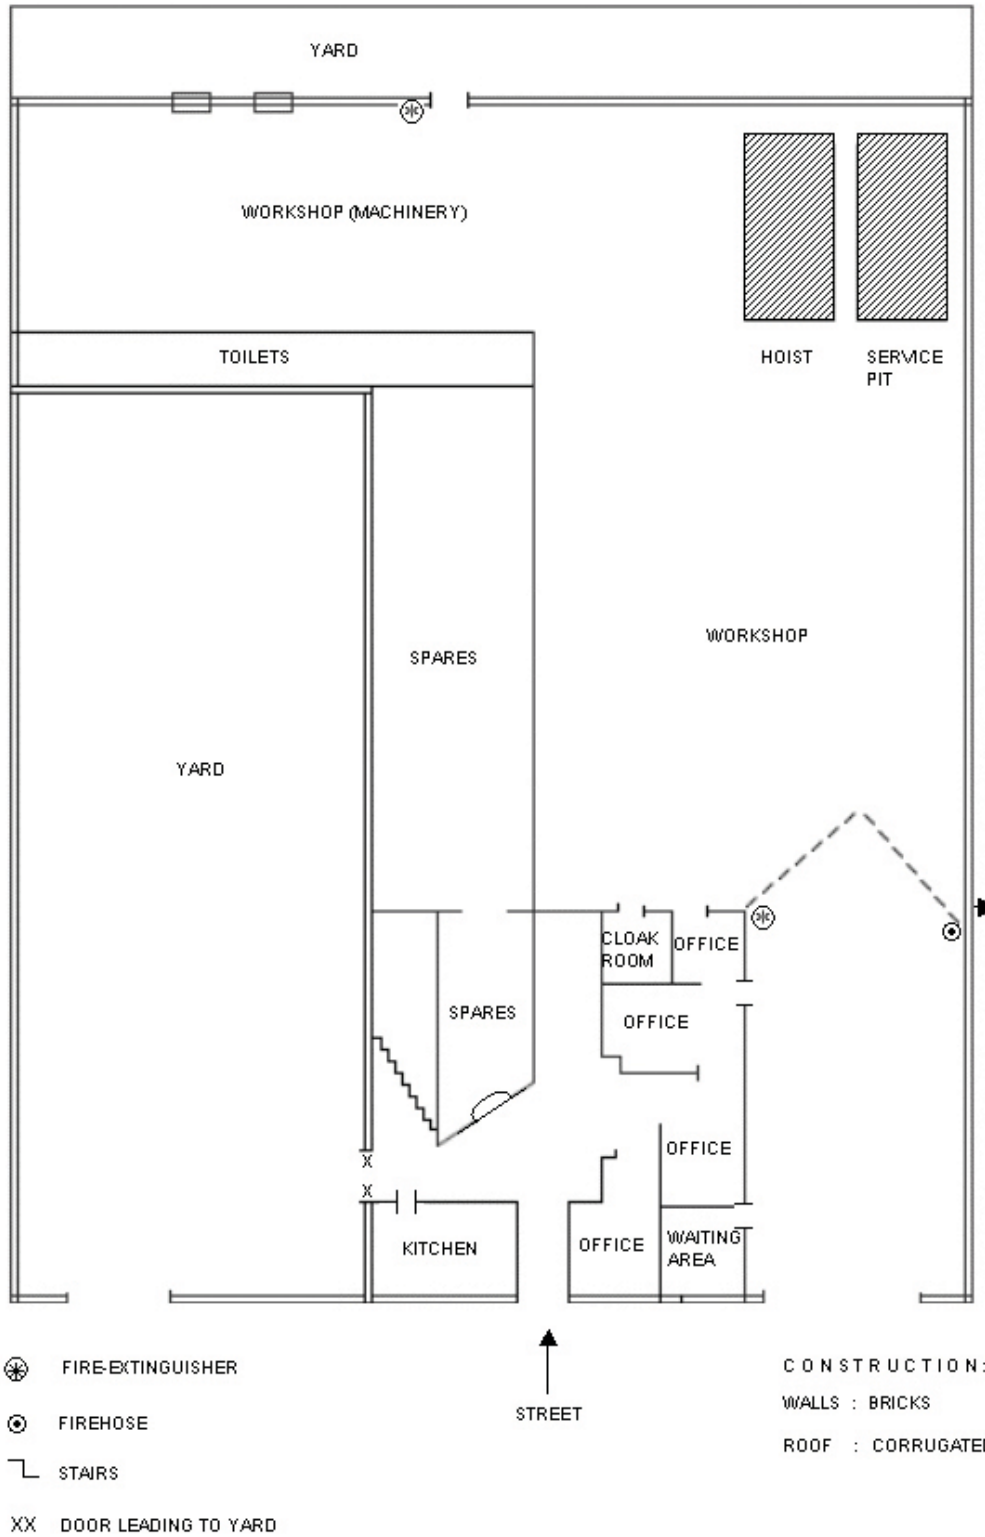 YARD
WORKSHOP (MACHINERY)
TOILETS
HOIST
SERVICE
PIT
WORKSHOP
SPARES
YARD
CLOAK
ROOM
OFFICE
SPARES
OFFICE
X
OFFICE
X
KITCHEN
OFFICE
WAITING
AREA
FIRE-EXTINGUISHER
FIREHOSE
STAIRS
XX DOOR LEADING TO YARD
STREET
CONSTRUCTION:
WALLS : BRICKS
ROOF : CORRUGATE